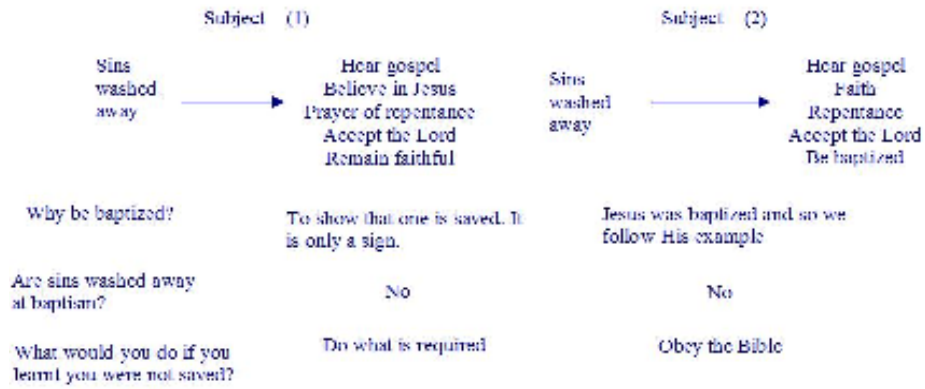 Subject (1)
Subject (2)
Sins
washed
away
Hear gospel
Believe in Jesus
Prayer of repentance
Accept the Lord
Remain faithful
Sins
washed
away
Hear gospel
Faith
Repentance
Accept the Lord
Be baptized
Why be baptized?
To show that one is saved. It
is only a sign.
Jesus was baptized and so we
follow His example
Are sins washed away
at baptism?
No
No
What would you do if you
learnt you were not saved?
Do what is required
Obey the Bible